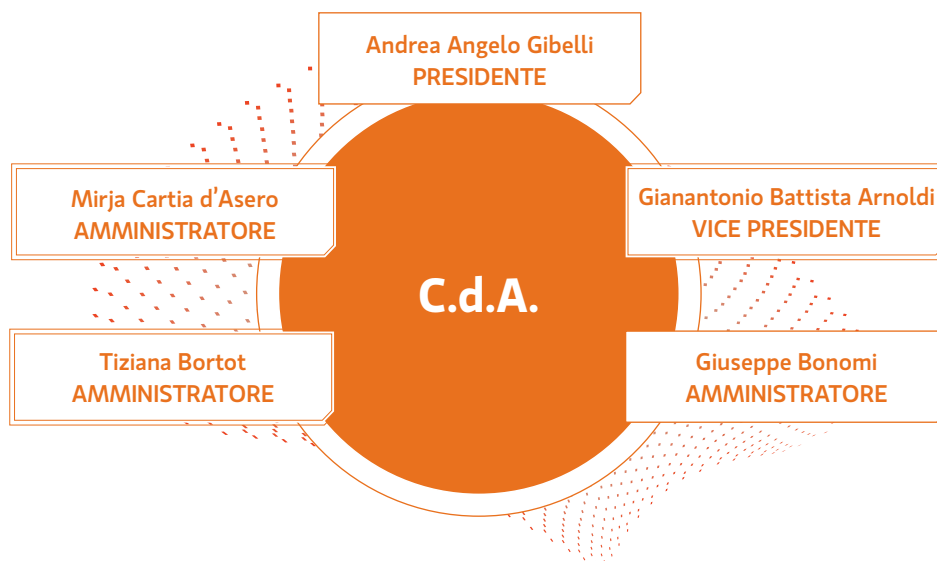 Andrea Angelo Gibelli
PRESIDENTE
Mirja Cartia d'Asero
AMMINISTRATORE
Gianantonio Battista Arnoldi
VICE PRESIDENTE
C.d.A.
Tiziana Bortot
AMMINISTRATORE
Giuseppe Bonomi
AMMINISTRATORE